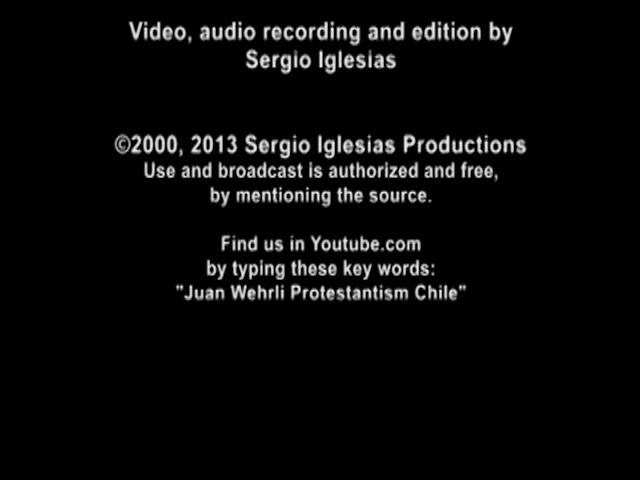 Video, audio recording and edition by
Sergio Iglesias
©2000, 2013 Sergio Iglesias Productions
Use and broadcast is authorized and free,
by mentioning the source.
Find us in Youtube.com
by typing these key words:
"Juan Wehrli Protestantism Chile"